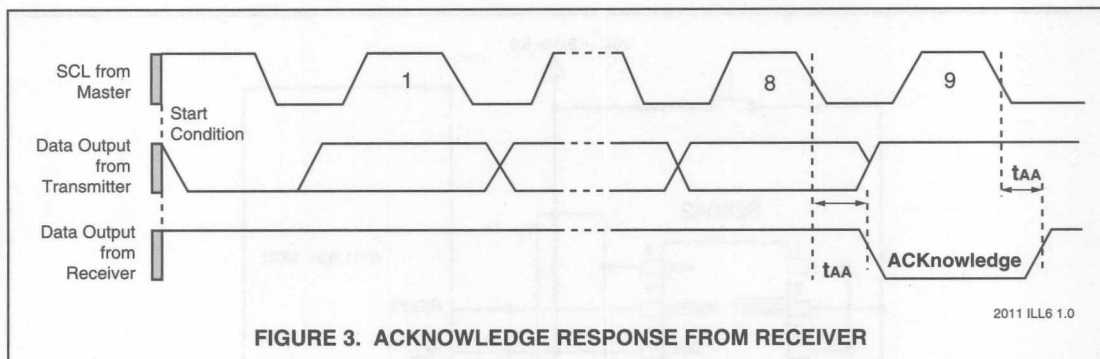 SCL from
Master
1
8
9
Start
Condition
Data Output
from
Transmitter
tAA
Data Output
from
Receiver
tAA
ACKnowledge
2011 ILL6 1.0
FIGURE 3. ACKNOWLEDGE RESPONSE FROM RECEIVER